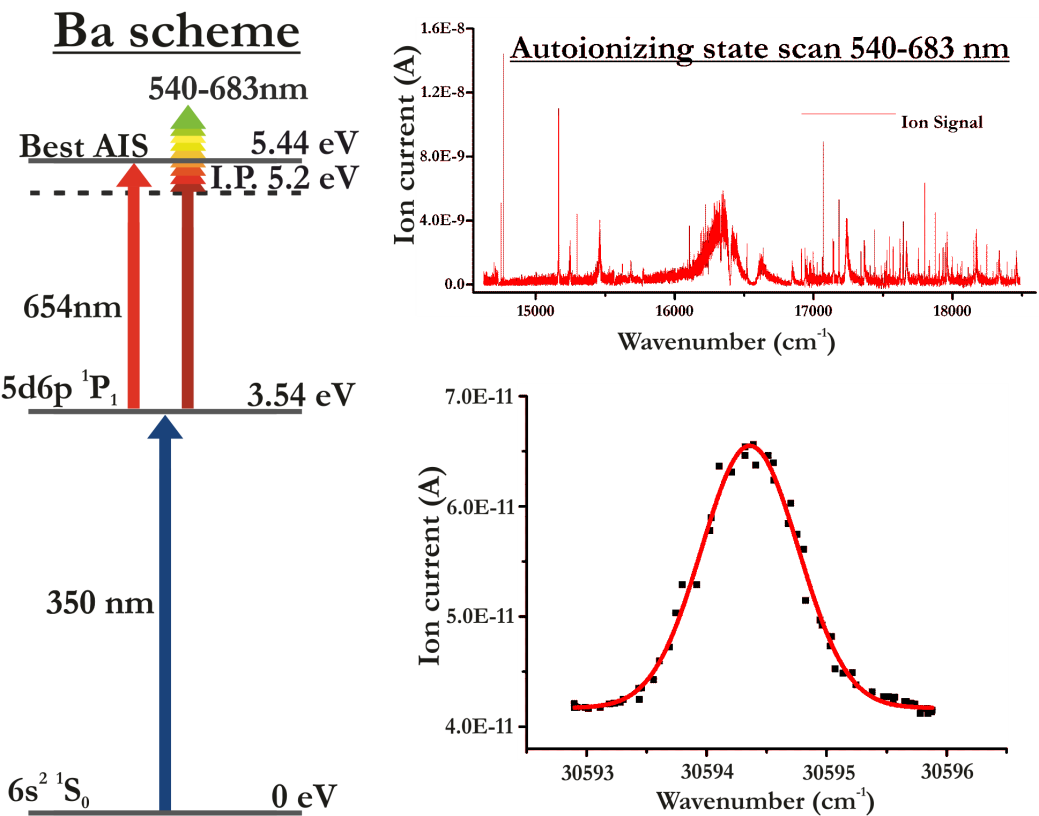 Ba scheme
540-683nm
Best AIS
5.44 eV
I.P. 5.2 eV
654nm
5d6p ¹P₁
3.54 eV
350 nm
6s² ¹S₀
0 eV
Autoionizing state scan 540-683 nm
Ion Signal
Ion current (A)
1.6E-8
1.2E-8
8.0E-9
4.0E-9
0.0
15000 16000 17000 18000
Wavenumber (cm⁻¹)
Ion current (A)
7.0E-11
6.0E-11
5.0E-11
4.0E-11
30593 30594 30595 30596
Wavenumber (cm⁻¹)